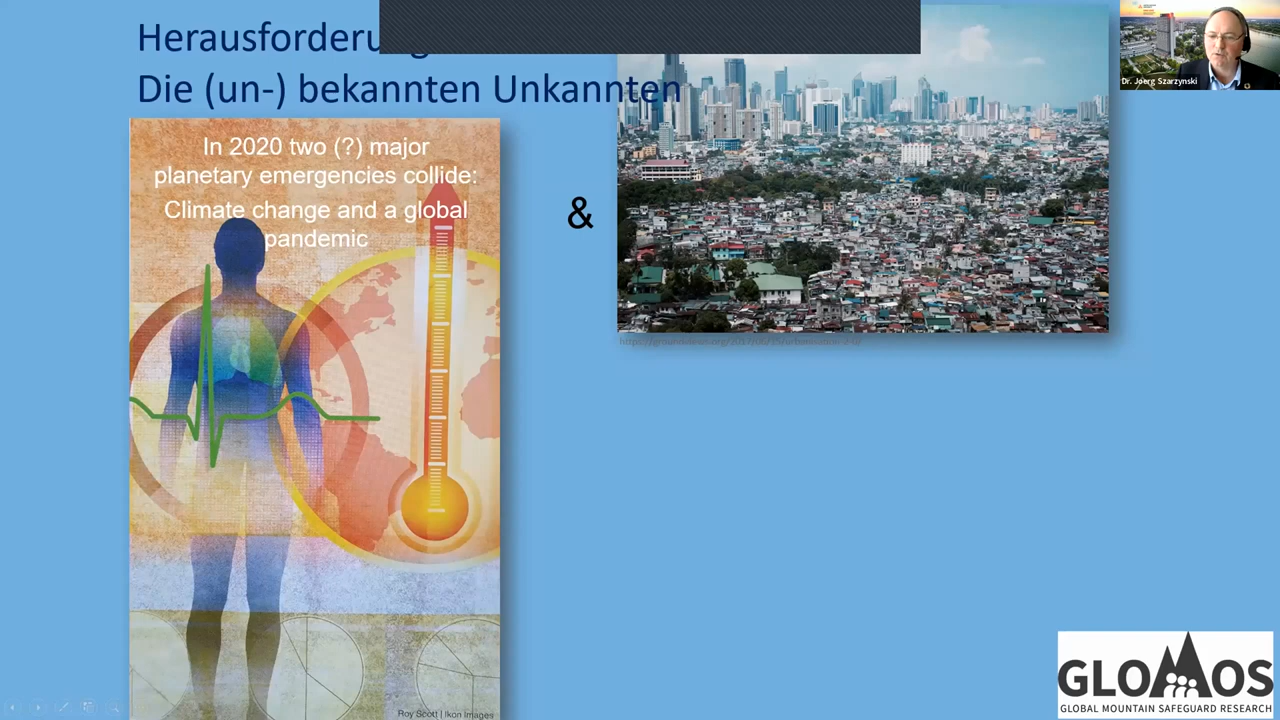 Die (un-) bekannten Unkannten
In 2020 two (?) major
planetary emergencies collide:
Climate change and a global
pandemic
&
Dr. Joerg Szarzynski
Roy Scott | Ikon Images
GLOMOS
GLOBAL MOUNTAIN SAFEGUARD RESEARCH